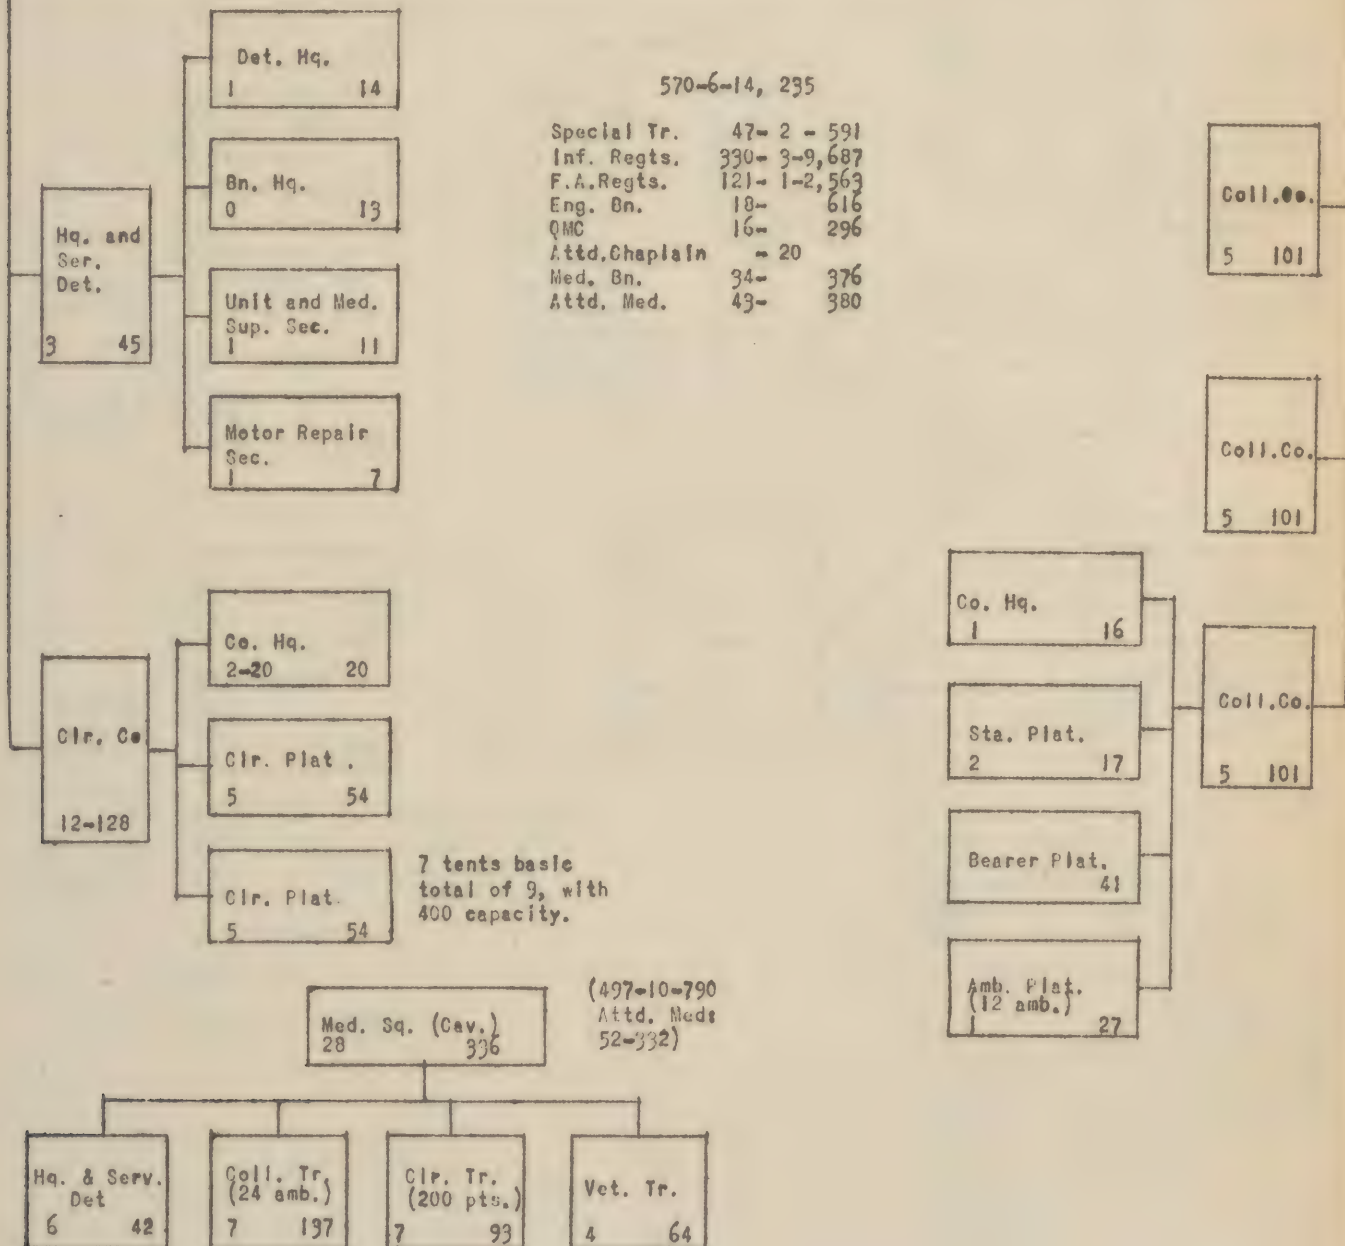 Det. Hq.
1 14
Bn. Hq.
0 13
Hq. and
Ser.
Det.
3 45
Unit and Med.
Sup. Sec.
1 11
Motor Repair
Sec.
1 7
570-6-14, 235
Special Tr. 47- 2 - 591
Inf. Regts. 330- 3-9,687
F.A.Regts. 121- 1-2,563
Eng. Bn. 18- 616
QMC 16- 296
Attd.Chaplain - 20
Med. Bn. 34- 376
Attd. Med. 43- 380
Coll.Co.
5 101
Coll.Co.
5 101
Co. Hq.
2-20 20
Clr. Co
12-128
Clr. Plat .
5 54
Clr. Plat.
5 54
7 tents basic
total of 9, with
400 capacity.
Co. Hq.
1 16
Sta. Plat.
2 17
Coll.Co.
5 101
Bearer Plat.
41
Amb. Plat.
(12 amb.)
1 27
Med. Sq. (Cav.)
28 336
(497-10-790
Attd. Med:
52-332)
Hq. & Serv.
Det
6 42
Coll. Tr.
(24 amb.)
7 137
Clr. Tr.
(200 pts.)
7 93
Vet. Tr.
4 64